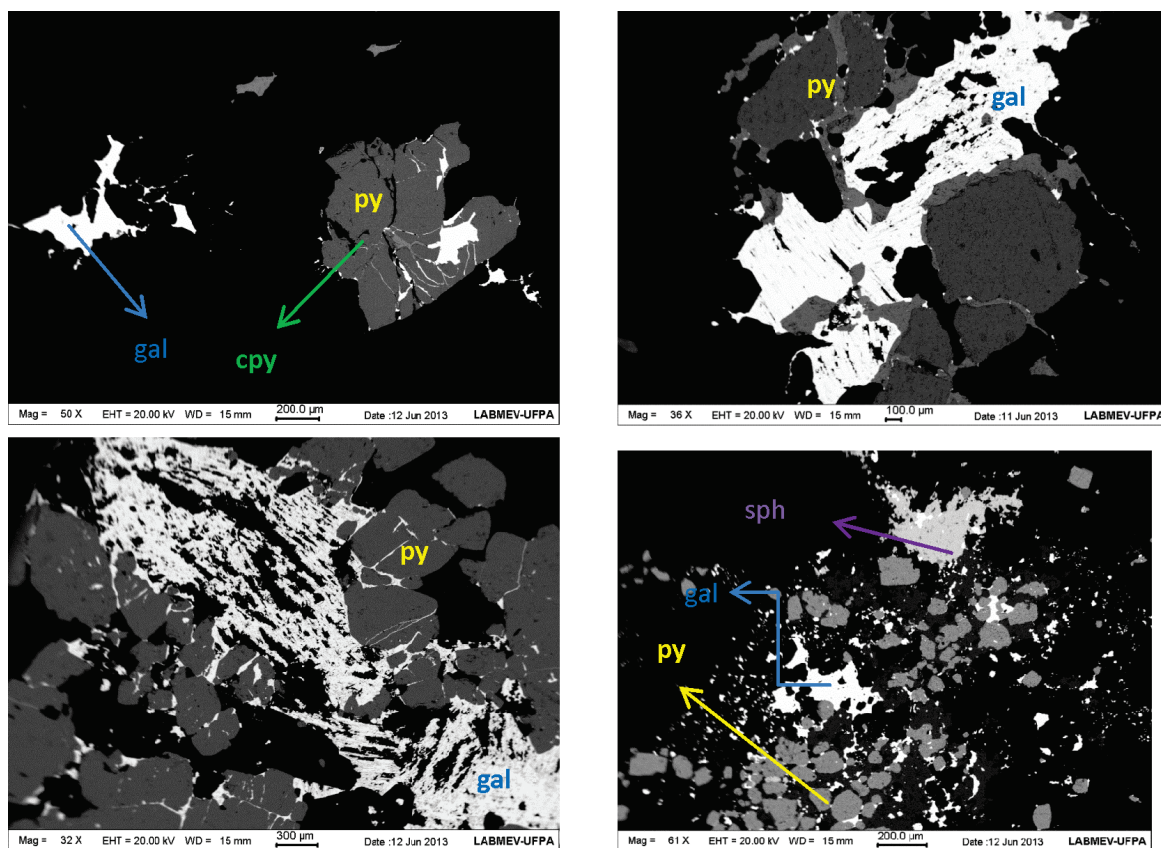 py
gal
cpy
200.0 µm
Mag = 50 X EHT = 20.00 kV WD = 15 mm Date :12 Jun 2013 LABMEV-UFPA
py
gal
100.0 µm
Mag = 36 X EHT = 20.00 kV WD = 15 mm Date :11 Jun 2013 LABMEV-UFPA
py
gal
300 µm
Mag = 32 X EHT = 20.00 kV WD = 15 mm Date :12 Jun 2013 LABMEV-UFPA
sph
gal
py
200.0 µm
Mag = 61 X EHT = 20.00 kV WD = 15 mm Date :12 Jun 2013 LABMEV-UFPA